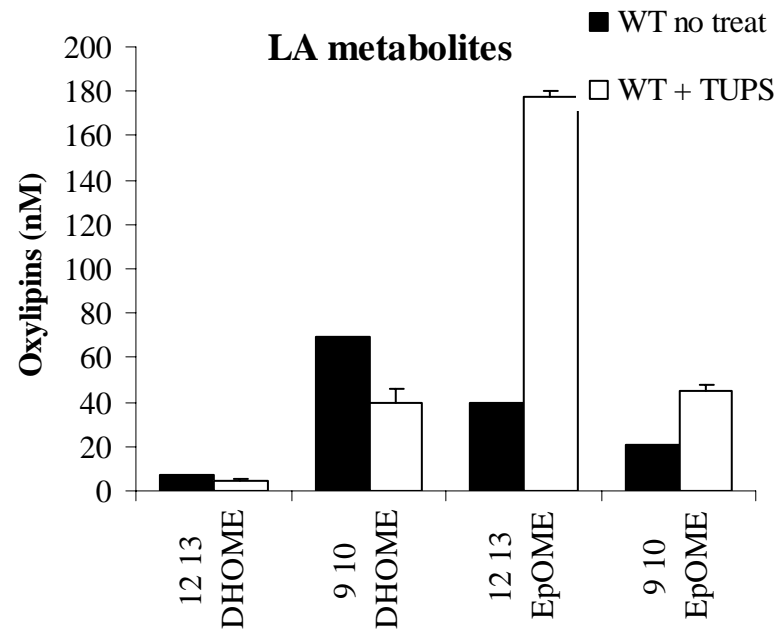 LA metabolites
WT no treat
WT + TUPS
Oxylipins (nM)
200
180
160
140
120
100
80
60
40
20
0
12 13
DHOME
9 10
DHOME
12 13
EpOME
9 10
EpOME